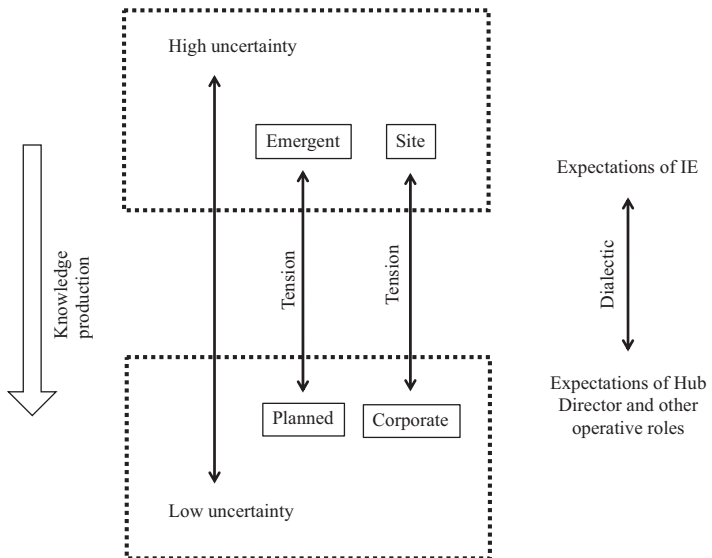 High uncertainty
Emergent
Site
Expectations of IE
Knowledge
production
Tension
Tension
Dialectic
Planned
Corporate
Expectations of Hub
Director and other
operative roles
Low uncertainty